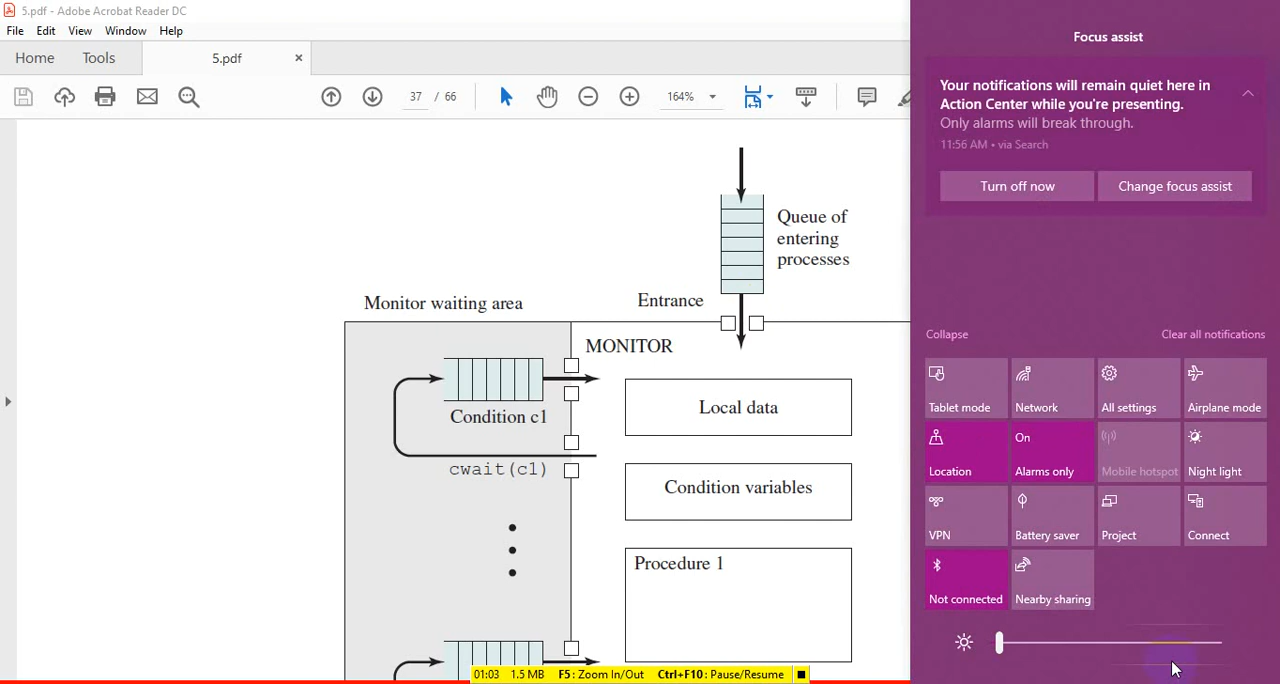 5.pdf - Adobe Acrobat Reader DC
File Edit View Window Help
Home Tools 5.pdf ×
37 / 66 164%
Queue of
entering
processes
Entrance
Monitor waiting area
MONITOR
Local data
Condition c1
cwait(c1)
Condition variables
Procedure 1
01:03 1.5 MB F5: Zoom In/Out Ctrl+F10: Pause/Resume
Focus assist
Your notifications will remain quiet here in
Action Center while you're presenting.
Only alarms will break through.
11:56 AM • via Search
Turn off now Change focus assist
Collapse Clear all notifications
Tablet mode Network All settings Airplane mode
On
Location Alarms only Mobile hotspot Night light
VPN Battery saver Project Connect
Not connected Nearby sharing